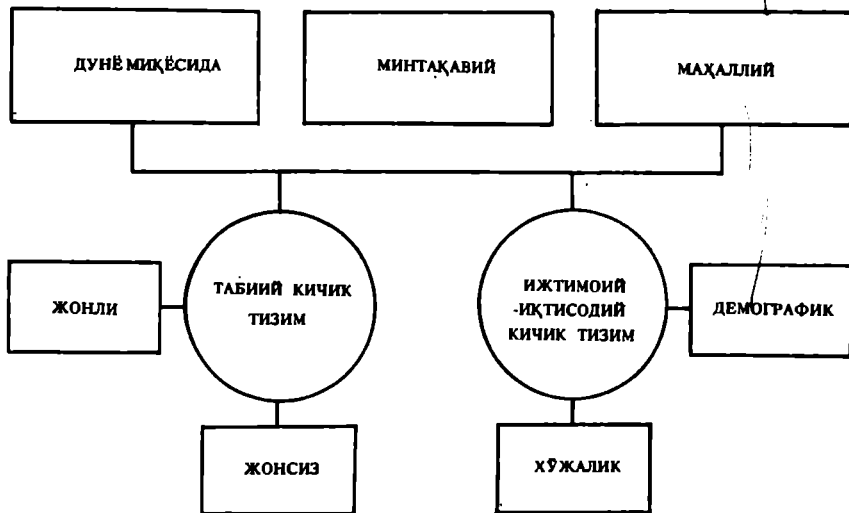 ДУНЁ МИҚЁСИДА
МИНТАҚАВИЙ
МАҲАЛЛИЙ
ЖОНЛИ
ТАБИИЙ КИЧИК
ТИЗИМ
ИЖТИМОИЙ
-ИҚТИСОДИЙ
КИЧИК ТИЗИМ
ДЕМОГРАФИК
ЖОНСИЗ
ХЎЖАЛИК